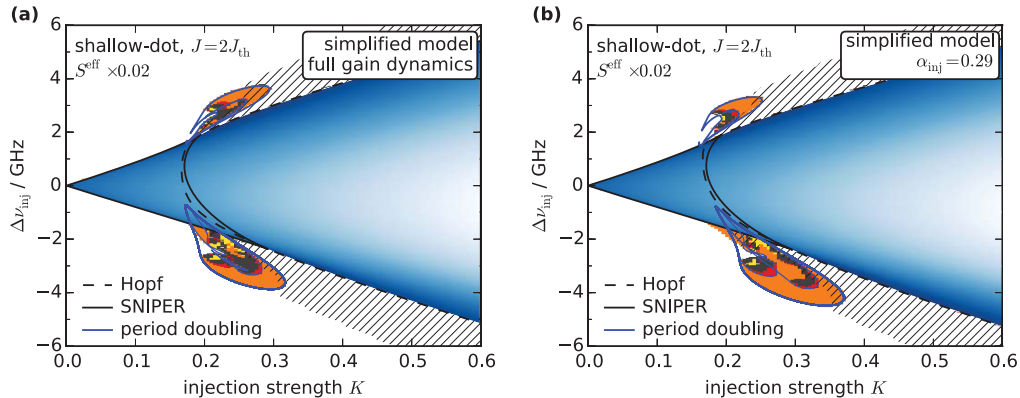 (a)
shallow-dot, J=2J_th
S^eff ×0.02
simplified model
full gain dynamics
6
4
2
0
−2
−4
−6
Δν_inj / GHz
Hopf
SNIPER
period doubling
0.0 0.1 0.2 0.3 0.4 0.5 0.6
injection strength K
(b)
shallow-dot, J=2J_th
S^eff ×0.02
simplified model
α_inj=0.29
6
4
2
0
−2
−4
−6
Δν_inj / GHz
Hopf
SNIPER
period doubling
0.0 0.1 0.2 0.3 0.4 0.5 0.6
injection strength K